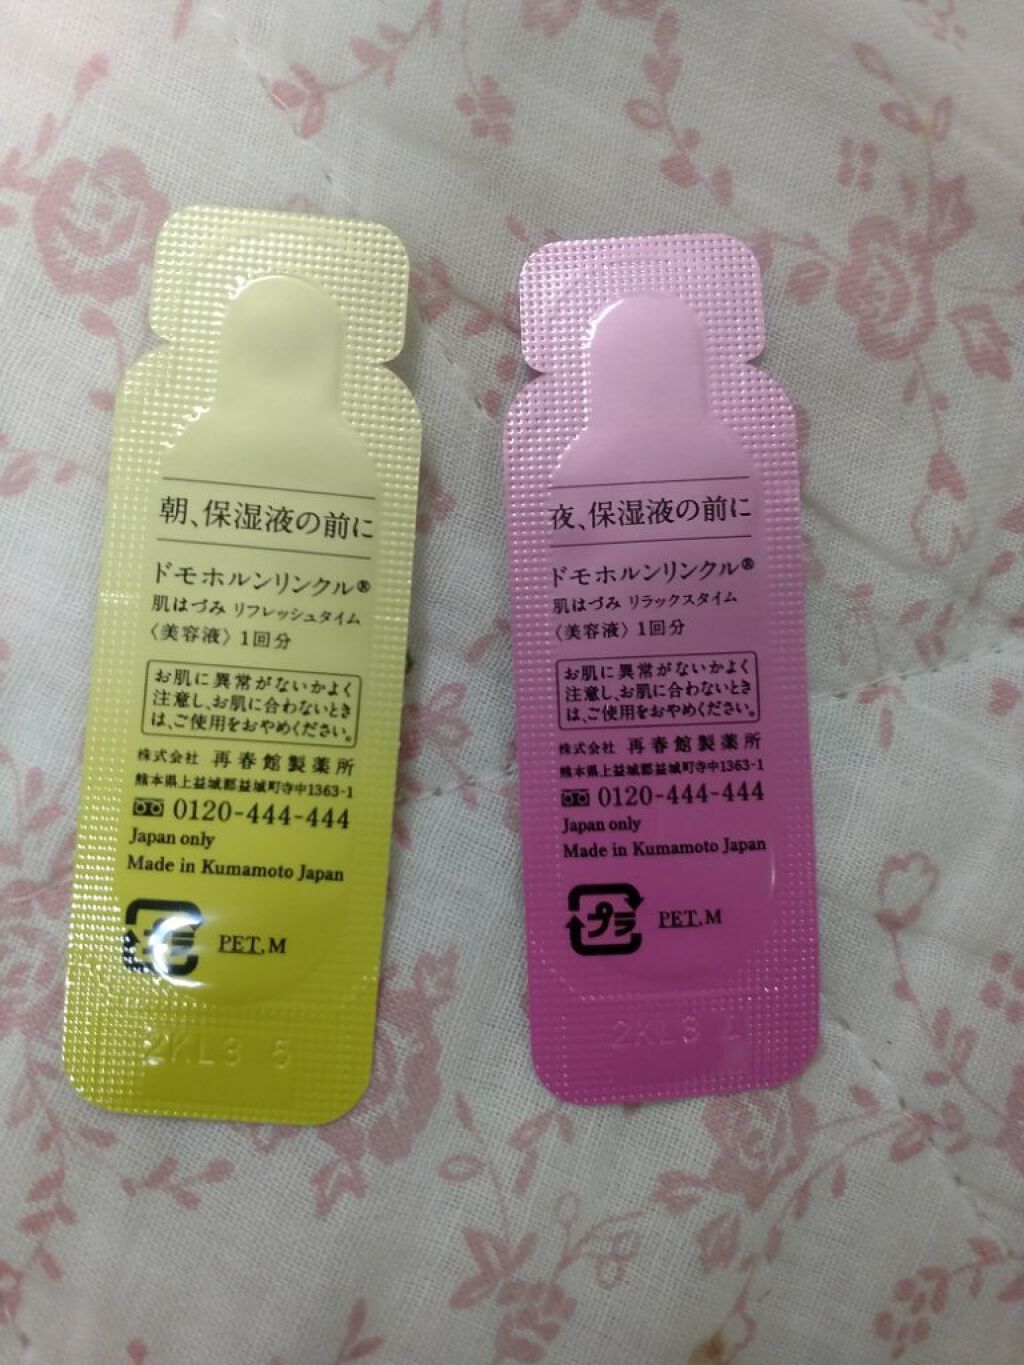 朝、保湿液の前に
ドモホルンリンクル®
肌はづみ リフレッシュタイム
〈美容液〉1回分
お肌に異常がないかよく
注意し、お肌に合わないとき
は、ご使用をおやめください。
株式会社 再春館製薬所
熊本県上益城郡益城町寺中1363-1
0120-444-444
Japan only
Made in Kumamoto Japan
プラ
PET, M
2KL3 5
夜、保湿液の前に
ドモホルンリンクル®
肌はづみ リラックスタイム
〈美容液〉1回分
お肌に異常がないかよく
注意し、お肌に合わないとき
は、ご使用をおやめください。
株式会社 再春館製薬所
熊本県上益城郡益城町寺中1363-1
0120-444-444
Japan only
Made in Kumamoto Japan
プラ
PET, M
2KL3